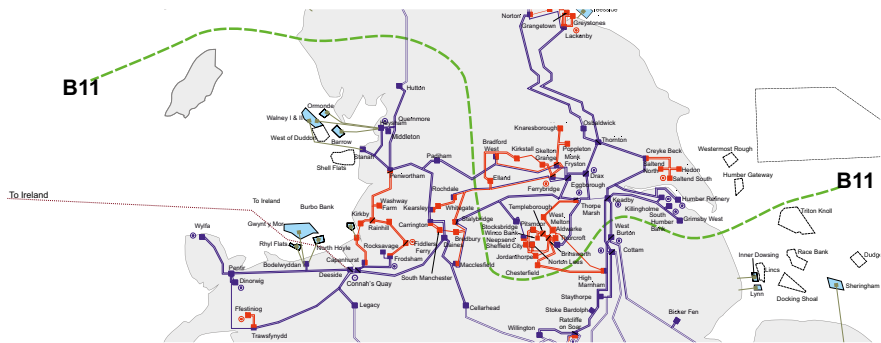 Norton
Greystones
Grangetown
Lackenby
B11
Hutton
Ormonde
Walney I & II
Quernmore
Heysham
Middleton
West of Duddon
Barrow
Stanah
Shell Flats
Penwortham
Padiham
Bradford
West
Kirkstall
Skelton
Grange
Knaresborough
Poppleton
Monk
Fryston
Osbaldwick
Thornton
Creyke Beck
Saltend
North
Hedon
Saltend South
Westermost Rough
Humber Gateway
B11
Elland
Ferrybridge
Eggborough
Drax
Rochdale
Kearsley
Whitegate
Washway
Farm
Kirkby
Stalybridge
Templeborough
Thorpe
Marsh
Keadby
Killingholme
South
Humber
Bank
Humber Refinery
Grimsby West
Triton Knoll
To Ireland
To Ireland
Burbo Bank
Gwynt y Mor
Rhyl Flats
North Hoyle
Wylfa
Pentir
Dinorwig
Bodelwyddan
Deeside
Capenhurst
Connah's Quay
Rainhill
Rocksavage
Carrington
Fiddlers
Ferry
Frodsham
Bredbury
Daines
South Manchester
Macclesfield
Stocksbridge
Pitsmoor
Winco Bank
Neepsend
Sheffield City
Jordanthorpe
West
Melton
Aldwarke
Brinsworth
Norton Lees
Chesterfield
High
Marnham
West
Burton
Cottam
Inner Dowsing
Lincs
Lynn
Race Bank
Docking Shoal
Sheringham
Ffestiniog
Trawsfynydd
Legacy
Cellarhead
Willington
Staythorpe
Stoke Bardolph
Ratcliffe
on Soar
Bicker Fen